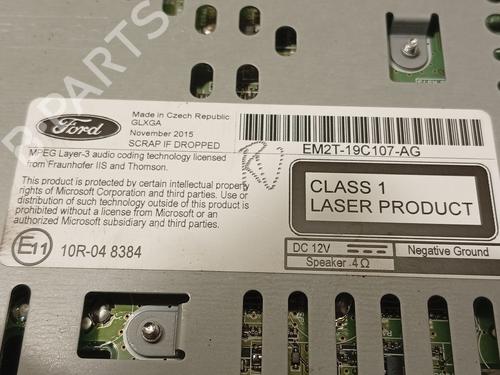 Ford
Made in Czech Republic
GLXGA
November 2015
SCRAP IF DROPPED
EM2T-19C107-AG
MPEG Layer-3 audio coding technology licensed
from Fraunhofer IIS and Thomson.
This product is protected by certain intellectual property
rights of Microsoft Corporation and third parties. Use or
distribution of such technology outside of this product is
prohibited without a license from Microsoft or an
authorized Microsoft subsidiary and third parties.
CLASS 1
LASER PRODUCT
E11
10R-04 8384
DC 12V
Negative Ground
Speaker 4Ω